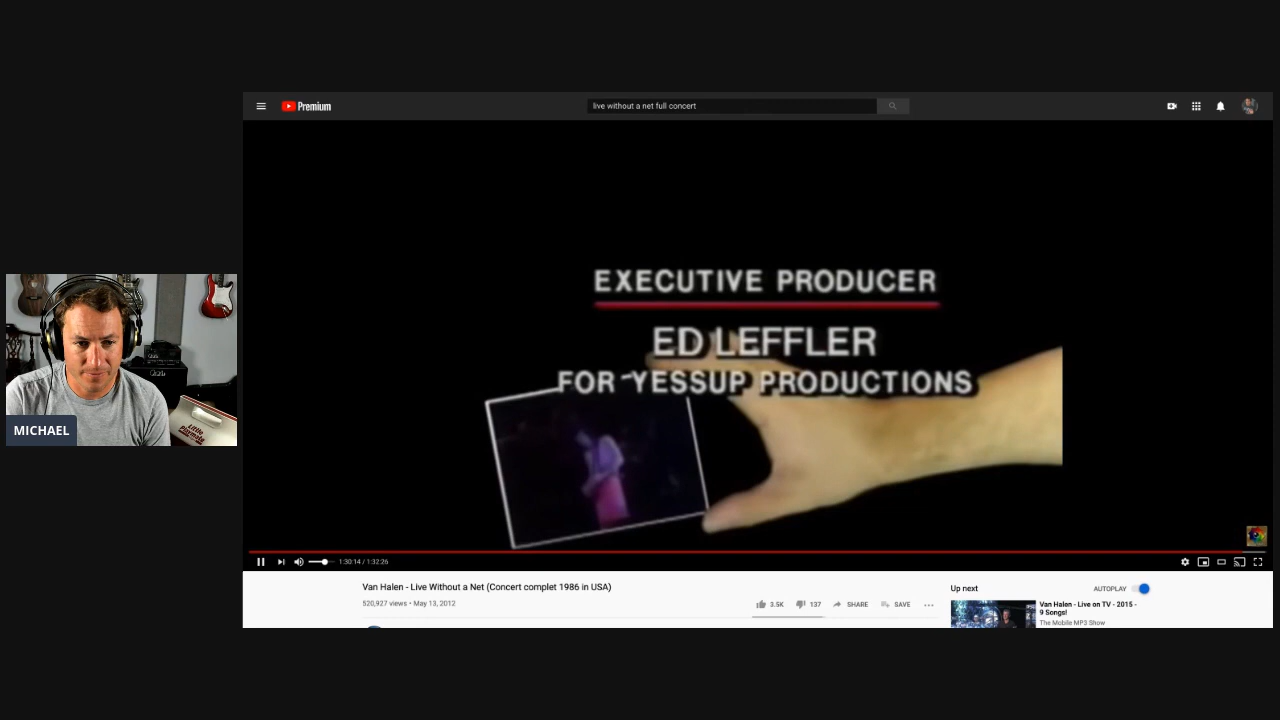 Premium
live without a net full concert
EXECUTIVE PRODUCER
ED LEFFLER
FOR YESSUP PRODUCTIONS
MICHAEL
1:30:14 / 1:32:26
Van Halen - Live Without a Net (Concert complet 1986 in USA)
520,927 views • May 13, 2012
3.5K
137
SHARE
SAVE
Up next
AUTOPLAY
Van Halen - Live on TV - 2015 -
9 Songs!
The Mobile MP3 Show